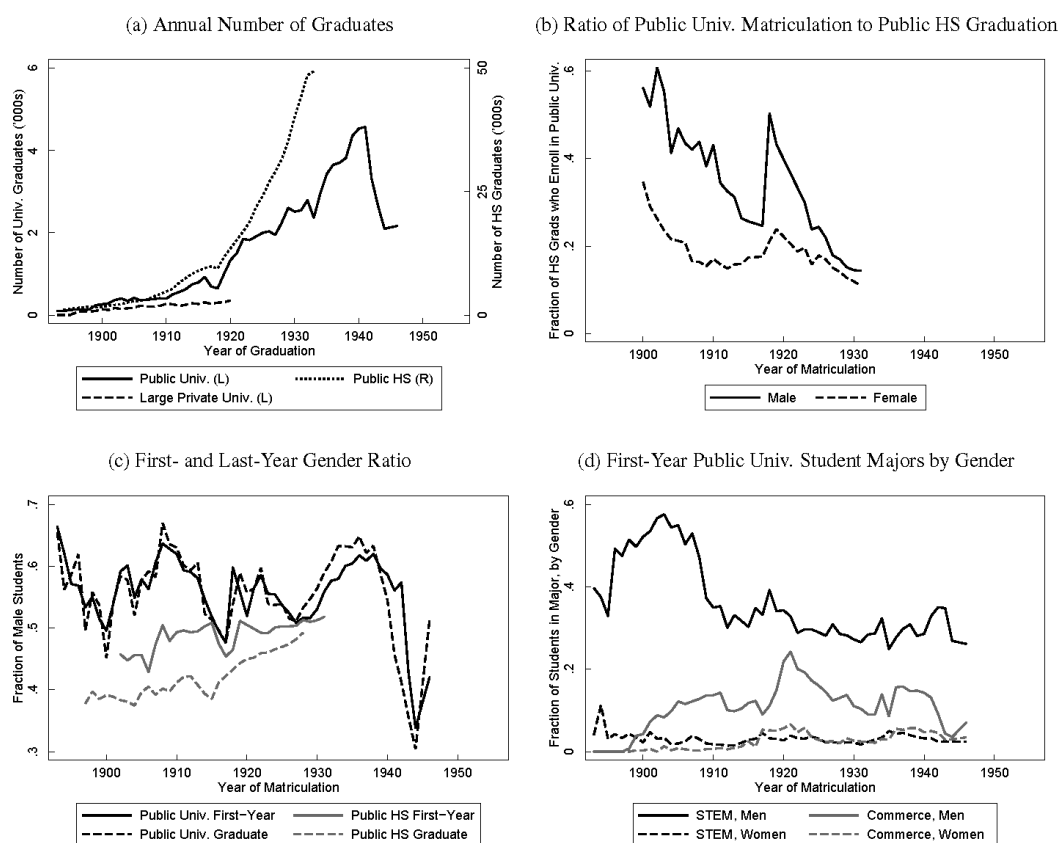 (a) Annual Number of Graduates
Number of Univ. Graduates ('000s)
6
4
2
0
50
25
0
Number of HS Graduates ('000s)
1900 1910 1920 1930 1940 1950
Year of Graduation
Public Univ. (L) Public HS (R)
Large Private Univ. (L)
(b) Ratio of Public Univ. Matriculation to Public HS Graduation
Fraction of HS Grads who Enroll in Public Univ.
.6
.4
.2
0
1900 1910 1920 1930 1940 1950
Year of Matriculation
Male Female
(c) First- and Last-Year Gender Ratio
Fraction of Male Students
.7
.6
.5
.4
.3
1900 1910 1920 1930 1940 1950
Year of Matriculation
Public Univ. First-Year Public HS First-Year
Public Univ. Graduate Public HS Graduate
(d) First-Year Public Univ. Student Majors by Gender
Fraction of Students in Major, by Gender
.6
.4
.2
0
1900 1910 1920 1930 1940 1950
Year of Matriculation
STEM, Men Commerce, Men
STEM, Women Commerce, Women